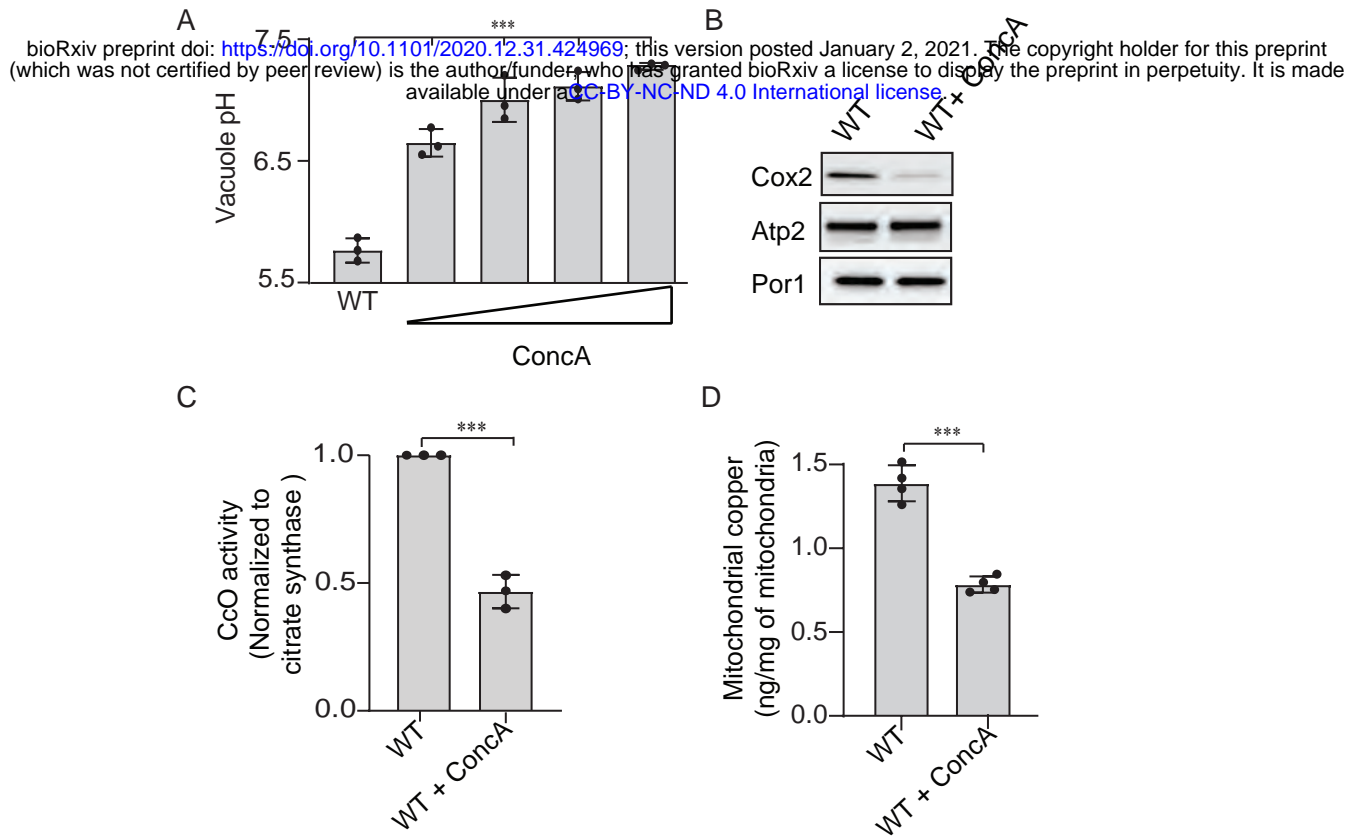 A
B
***
bioRxiv preprint doi: https://doi.org/10.1101/2020.12.31.424969; this version posted January 2, 2021. The copyright holder for this preprint
(which was not certified by peer review) is the author/funder, who has granted bioRxiv a license to display the preprint in perpetuity. It is made
available under aCC-BY-NC-ND 4.0 International license.
7.5
6.5
5.5
Vacuole pH
WT
ConcA
WT
WT+ ConcA
Cox2
Atp2
Por1
C
D
***
1.0
0.5
0.0
CcO activity
(Normalized to
citrate synthase )
WT
WT + ConcA
***
1.5
1.0
0.5
0.0
Mitochondrial copper
(ng/mg of mitochondria)
WT
WT + ConcA